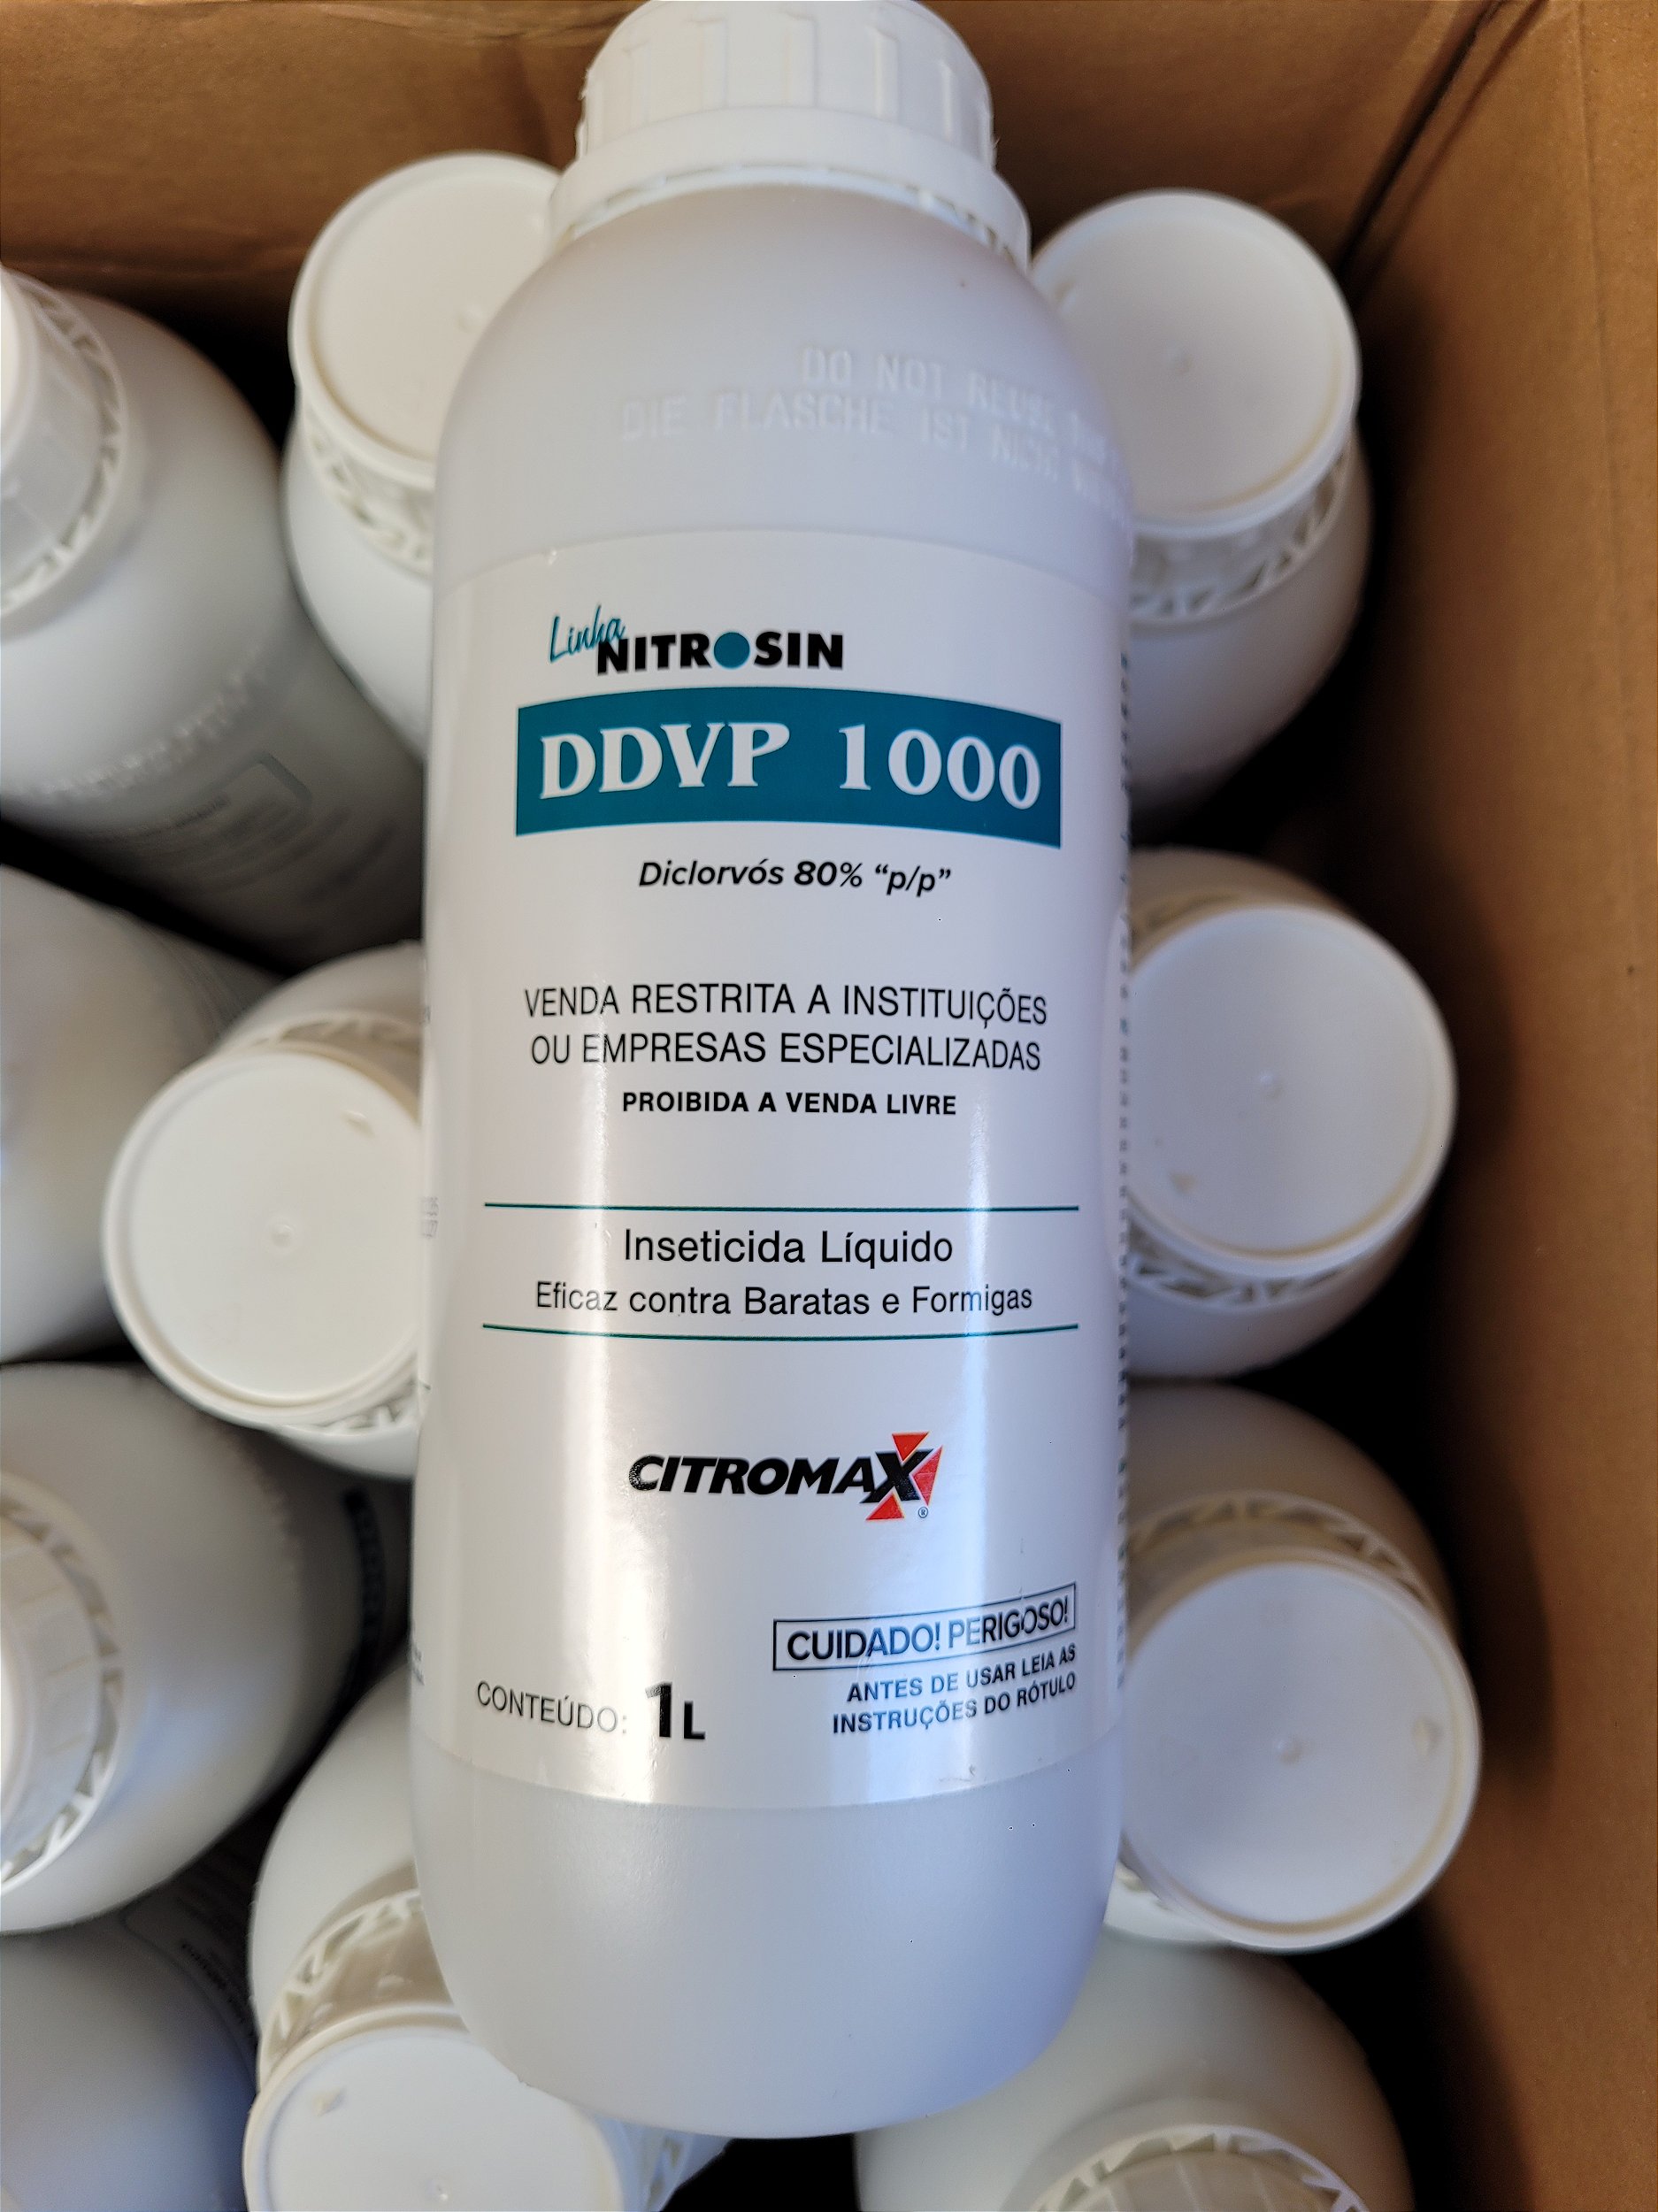 DO NOT REUSE
DIE FLASCHE IST
Linha
NITROSIN
DDVP 1000
Diclorvós 80% “p/p”
VENDA RESTRITA A INSTITUIÇÕES
OU EMPRESAS ESPECIALIZADAS
PROIBIDA A VENDA LIVRE
Inseticida Líquido
Eficaz contra Baratas e Formigas
CITROMAX
®
CUIDADO! PERIGOSO!
ANTES DE USAR LEIA AS
INSTRUÇÕES DO RÓTULO
CONTEÚDO: 1L